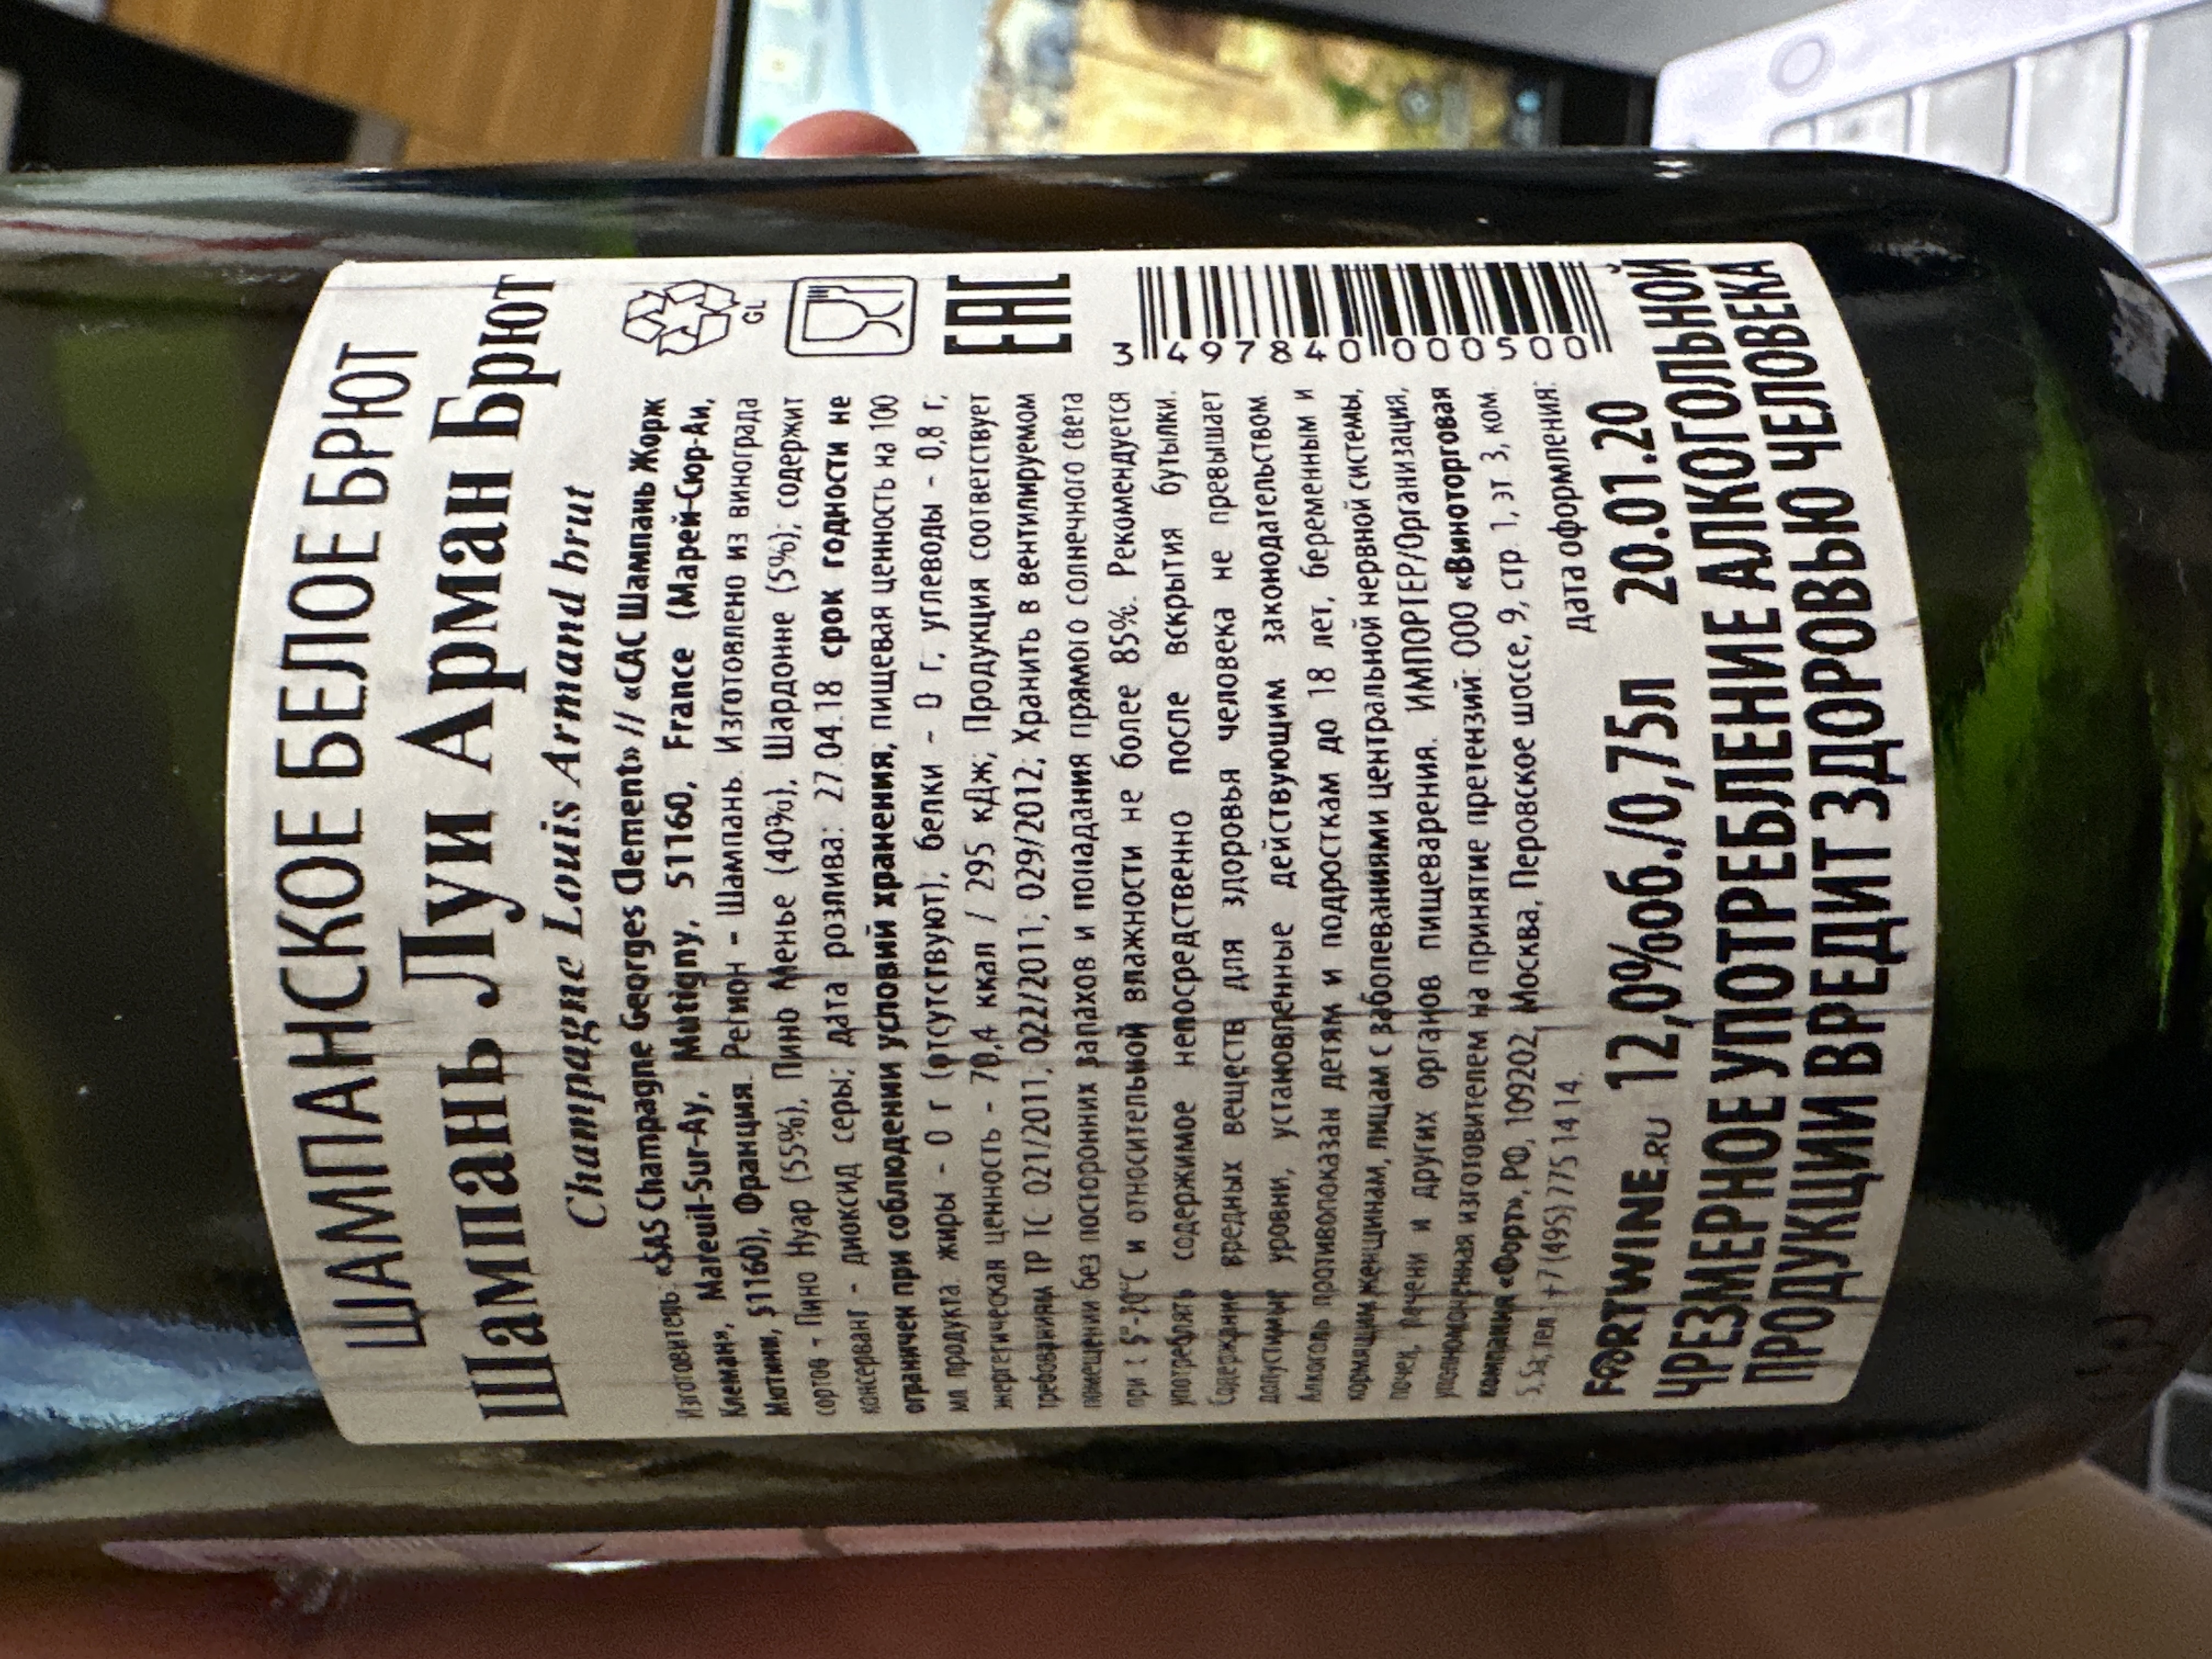 ШАМПАНСКОЕ БЕЛОЕ БРЮТ
Шампань Луи Арман Брют
Champagne Louis Armand brut
Изготовитель: «SAS Champagne Georges Clement» // «САС Шампань Жорж
Клеман», Mareuil-Sur-Ay, Mutigny, 51160, France (Марей-Сюр-Аи,
Мютини, 51160), Франция. Регион – Шампань. Изготовлено из винограда
сортов – Пино Нуар (55%), Пино Менье (40%), Шардонне (5%); содержит
консервант – диоксид серы; дата розлива: 27.04.18 срок годности не
ограничен при соблюдении условий хранения, пищевая ценность на 100
мл продукта: жиры – 0 г (отсутствуют), белки – 0 г, углеводы – 0,8 г,
энергетическая ценность – 70,4 ккал / 295 кДж; Продукция соответствует
требованиям ТР ТС 021/2011; 022/2011; 029/2012; Хранить в вентилируемом
помещении без посторонних запахов и попадания прямого солнечного света
при t 5°-20°С и относительной влажности не более 85%. Рекомендуется
употреблять содержимое непосредственно после вскрытия бутылки.
Содержание вредных веществ для здоровья человека не превышает
допустимые уровни, установленные действующим законодательством.
Алкоголь противопоказан детям и подросткам до 18 лет, беременным и
кормящим женщинам, лицам с заболеваниями центральной нервной системы,
почек, печени и других органов пищеварения. ИМПОРТЕР/Организация,
уполномоченная изготовителем на принятие претензий: ООО «Виноторговая
компания «Форт», РФ, 109202, Москва, Перовское шоссе, 9, стр. 1, эт 3, ком.
5, 5а, тел.: +7 (495) 775 14 14.
дата оформления:
FORTWINE.RU 12,0%об./0,75л 20.01.20
ЧРЕЗМЕРНОЕ УПОТРЕБЛЕНИЕ АЛКОГОЛЬНОЙ
ПРОДУКЦИИ ВРЕДИТ ЗДОРОВЬЮ ЧЕЛОВЕКА
GL
EAC
3 497840 000500